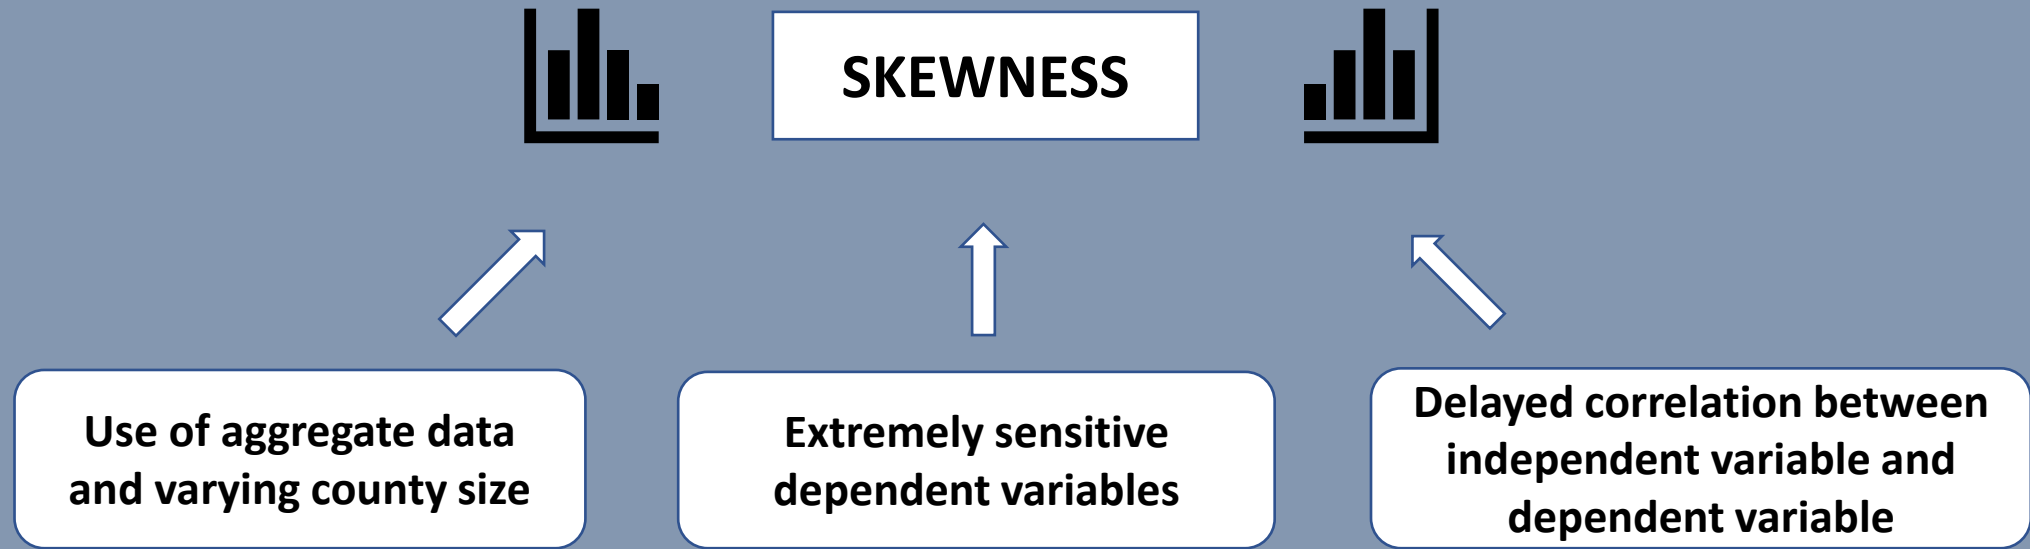 SKEWNESS
Use of aggregate data
and varying county size
Extremely sensitive
dependent variables
Delayed correlation between
independent variable and
dependent variable